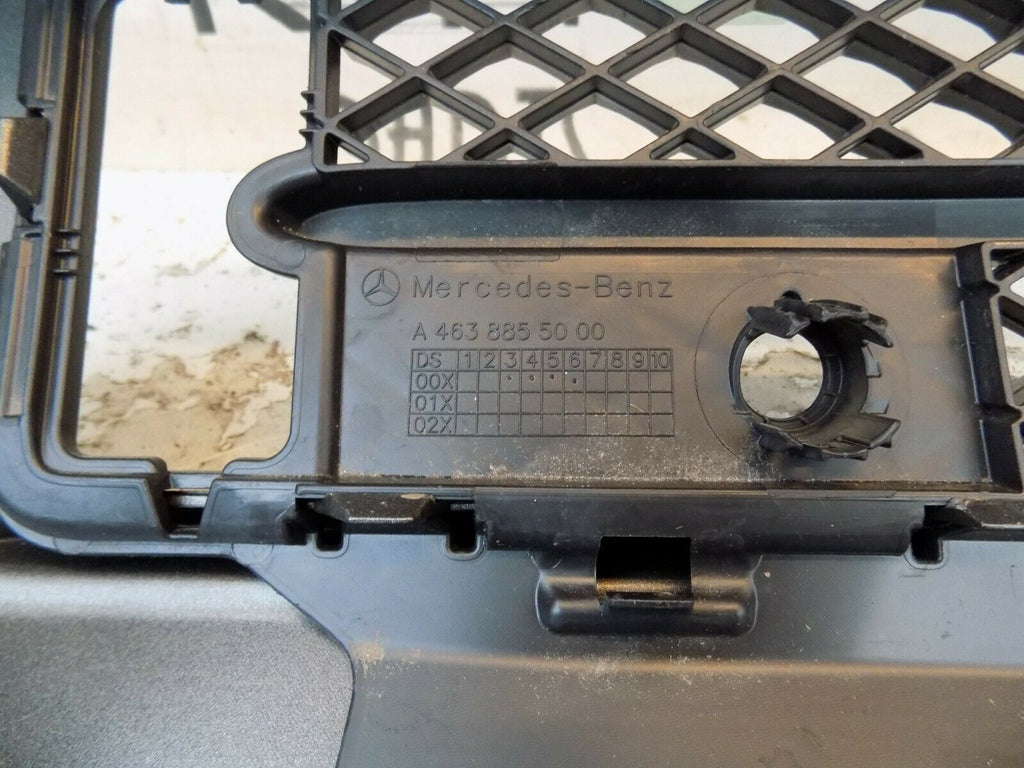 Mercedes-Benz
A 463 885 50 00
DS 1 2 3 4 5 6 7 8 9 10
00X
01X
02X